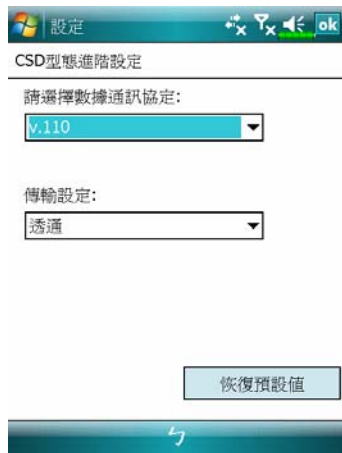 設定
ok
CSD型態進階設定
請選擇數據通訊協定:
v.110
傳輸設定:
透通
恢復預設值
ㄅ